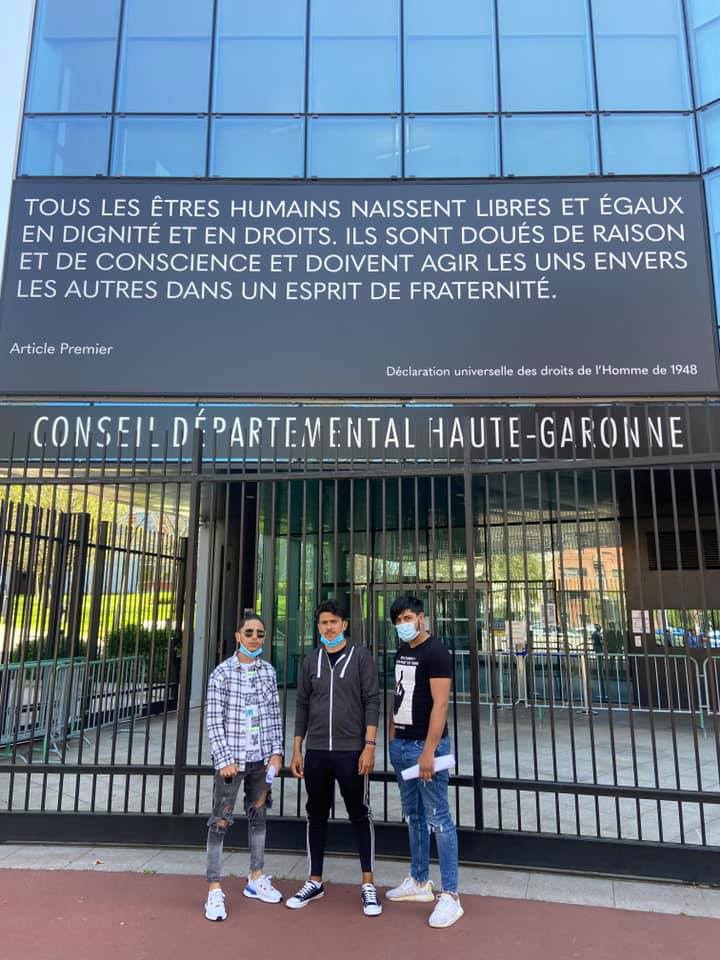 TOUS LES ÊTRES HUMAINS NAISSENT LIBRES ET ÉGAUX
EN DIGNITÉ ET EN DROITS. ILS SONT DOUÉS DE RAISON
ET DE CONSCIENCE ET DOIVENT AGIR LES UNS ENVERS
LES AUTRES DANS UN ESPRIT DE FRATERNITÉ.
Article Premier
Déclaration universelle des droits de l'Homme de 1948
CONSEIL DÉPARTEMENTAL HAUTE-GARONNE